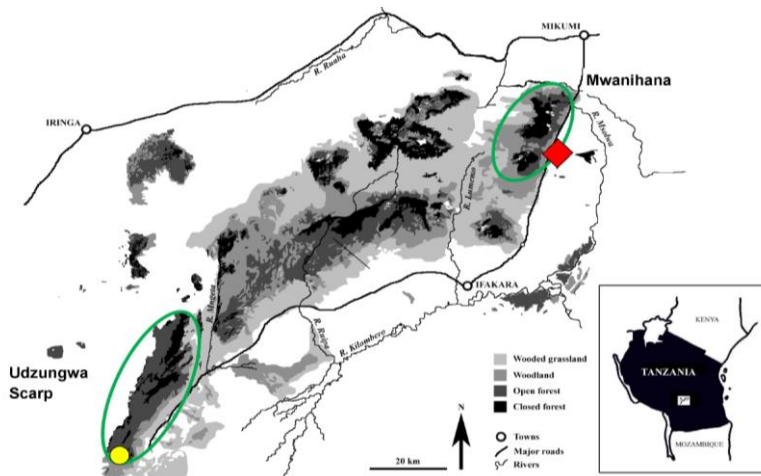 MIKUMI
Mwanihana
R. Ruaha
IRINGA
R. Msolwa
R. Lumemo
R. Mngeta
IFAKARA
R. Ruipa
R. Kilombero
Udzungwa
Scarp
Wooded grassland
Woodland
Open forest
Closed forest
N
Towns
Major roads
Rivers
20 km
KENYA
TANZANIA
MOZAMBIQUE